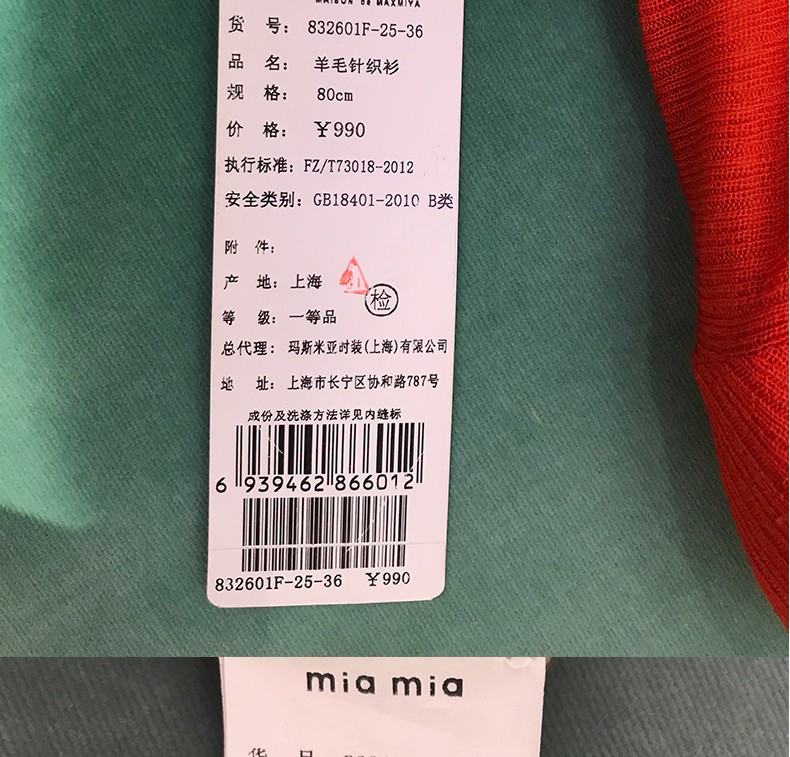 MAISON de MAXMIYA
货 号: 832601F-25-36
品 名: 羊毛针织衫
规 格: 80cm
价 格: ￥990
执行标准: FZ/T73018-2012
安全类别: GB18401-2010 B类
附 件:
产 地: 上海
检
等 级: 一等品
总代理: 玛斯米亚时装(上海)有限公司
地 址: 上海市长宁区协和路787号
成份及洗涤方法详见内缝标
6 939462 866012
832601F-25-36 ￥990
mia mia